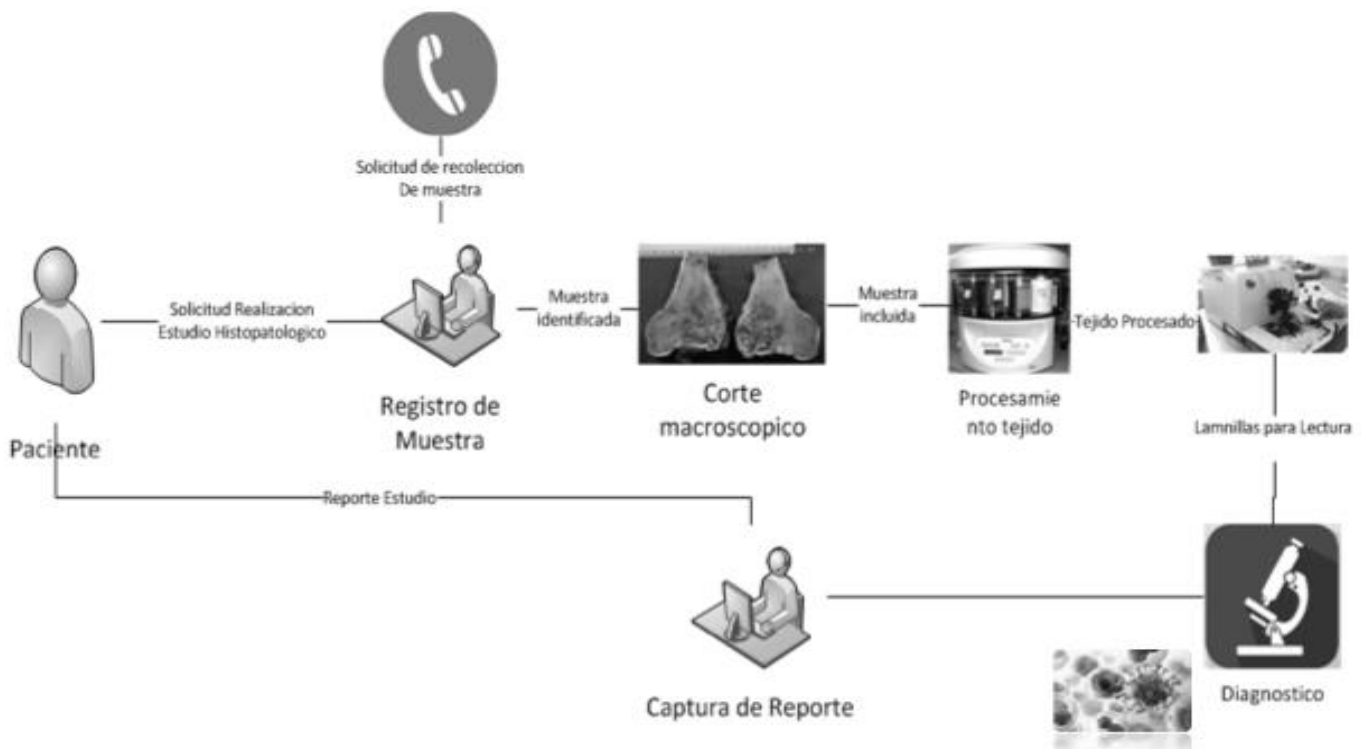 Solicitud de recoleccion
De muestra
Solicitud Realizacion
Estudio Histopatologico
Muestra
identificada
Muestra
incluida
Tejido Procesado
Paciente
Registro de
Muestra
Corte
macroscopico
Procesamie
nto tejido
Lamnillas para Lectura
Reporte Estudio
Captura de Reporte
Diagnostico